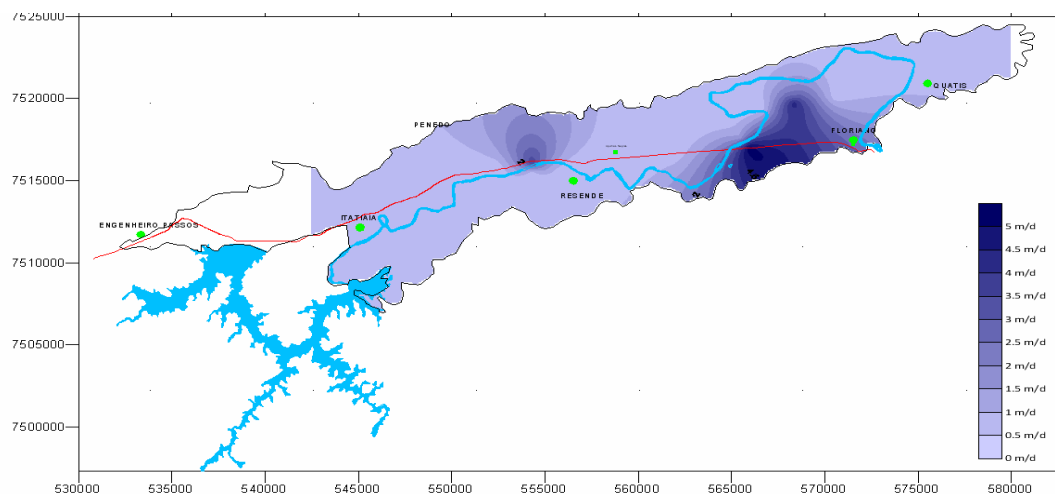 7525000
7520000
QUATIS
PENEDO
FLORIANO
7515000
RESENDE
ITATIAIA
ENGENHEIRO PASSOS
7510000
7505000
7500000
5 m/d
4.5 m/d
4 m/d
3.5 m/d
3 m/d
2.5 m/d
2 m/d
1.5 m/d
1 m/d
0.5 m/d
0 m/d
530000 535000 540000 545000 550000 555000 560000 565000 570000 575000 580000